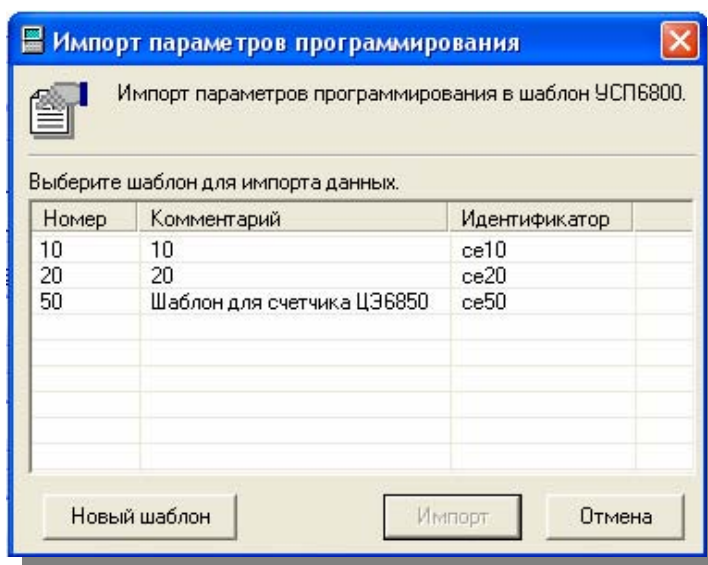 Импорт параметров программирования
Импорт параметров программирования в шаблон УСП6800.
Выберите шаблон для импорта данных.
Номер Комментарий Идентификатор
10 10 ce10
20 20 ce20
50 Шаблон для счетчика ЦЭ6850 ce50
Новый шаблон Импорт Отмена